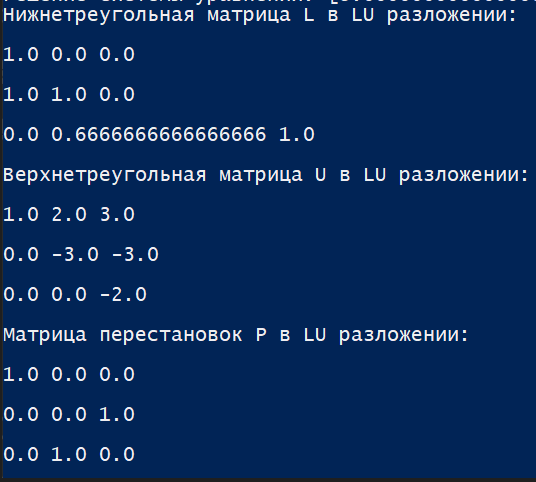 Нижнетреугольная матрица L в LU разложении:
1.0 0.0 0.0
1.0 1.0 0.0
0.0 0.6666666666666666 1.0
Верхнетреугольная матрица U в LU разложении:
1.0 2.0 3.0
0.0 -3.0 -3.0
0.0 0.0 -2.0
Матрица перестановок P в LU разложении:
1.0 0.0 0.0
0.0 0.0 1.0
0.0 1.0 0.0